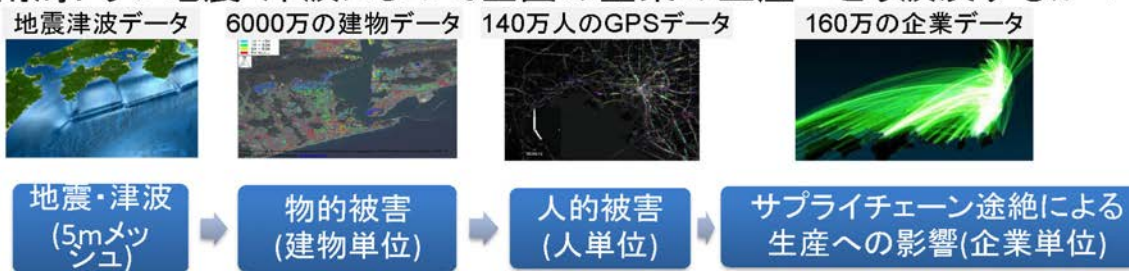 地震津波データ
6000万の建物データ
140万人のGPSデータ
160万の企業データ
地震・津波
(5mメッ
シュ)
物的被害
(建物単位)
人的被害
(人単位)
サプライチェーン途絶による
生産への影響(企業単位)